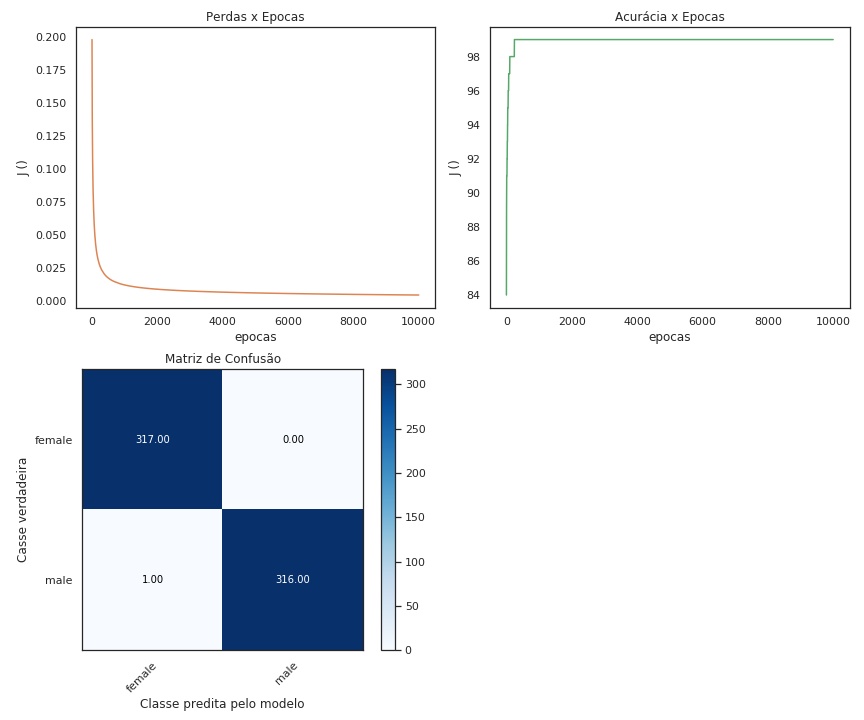 Perdas x Epocas
0.200
0.175
0.150
0.125
0.100
0.075
0.050
0.025
0.000
J ()
0 2000 4000 6000 8000 10000
epocas
Acurácia x Epocas
98
96
94
92
90
88
86
84
J ()
0 2000 4000 6000 8000 10000
epocas
Matriz de Confusão
Casse verdadeira
female 317.00 0.00
male 1.00 316.00
female male
Classe predita pelo modelo
300
250
200
150
100
50
0